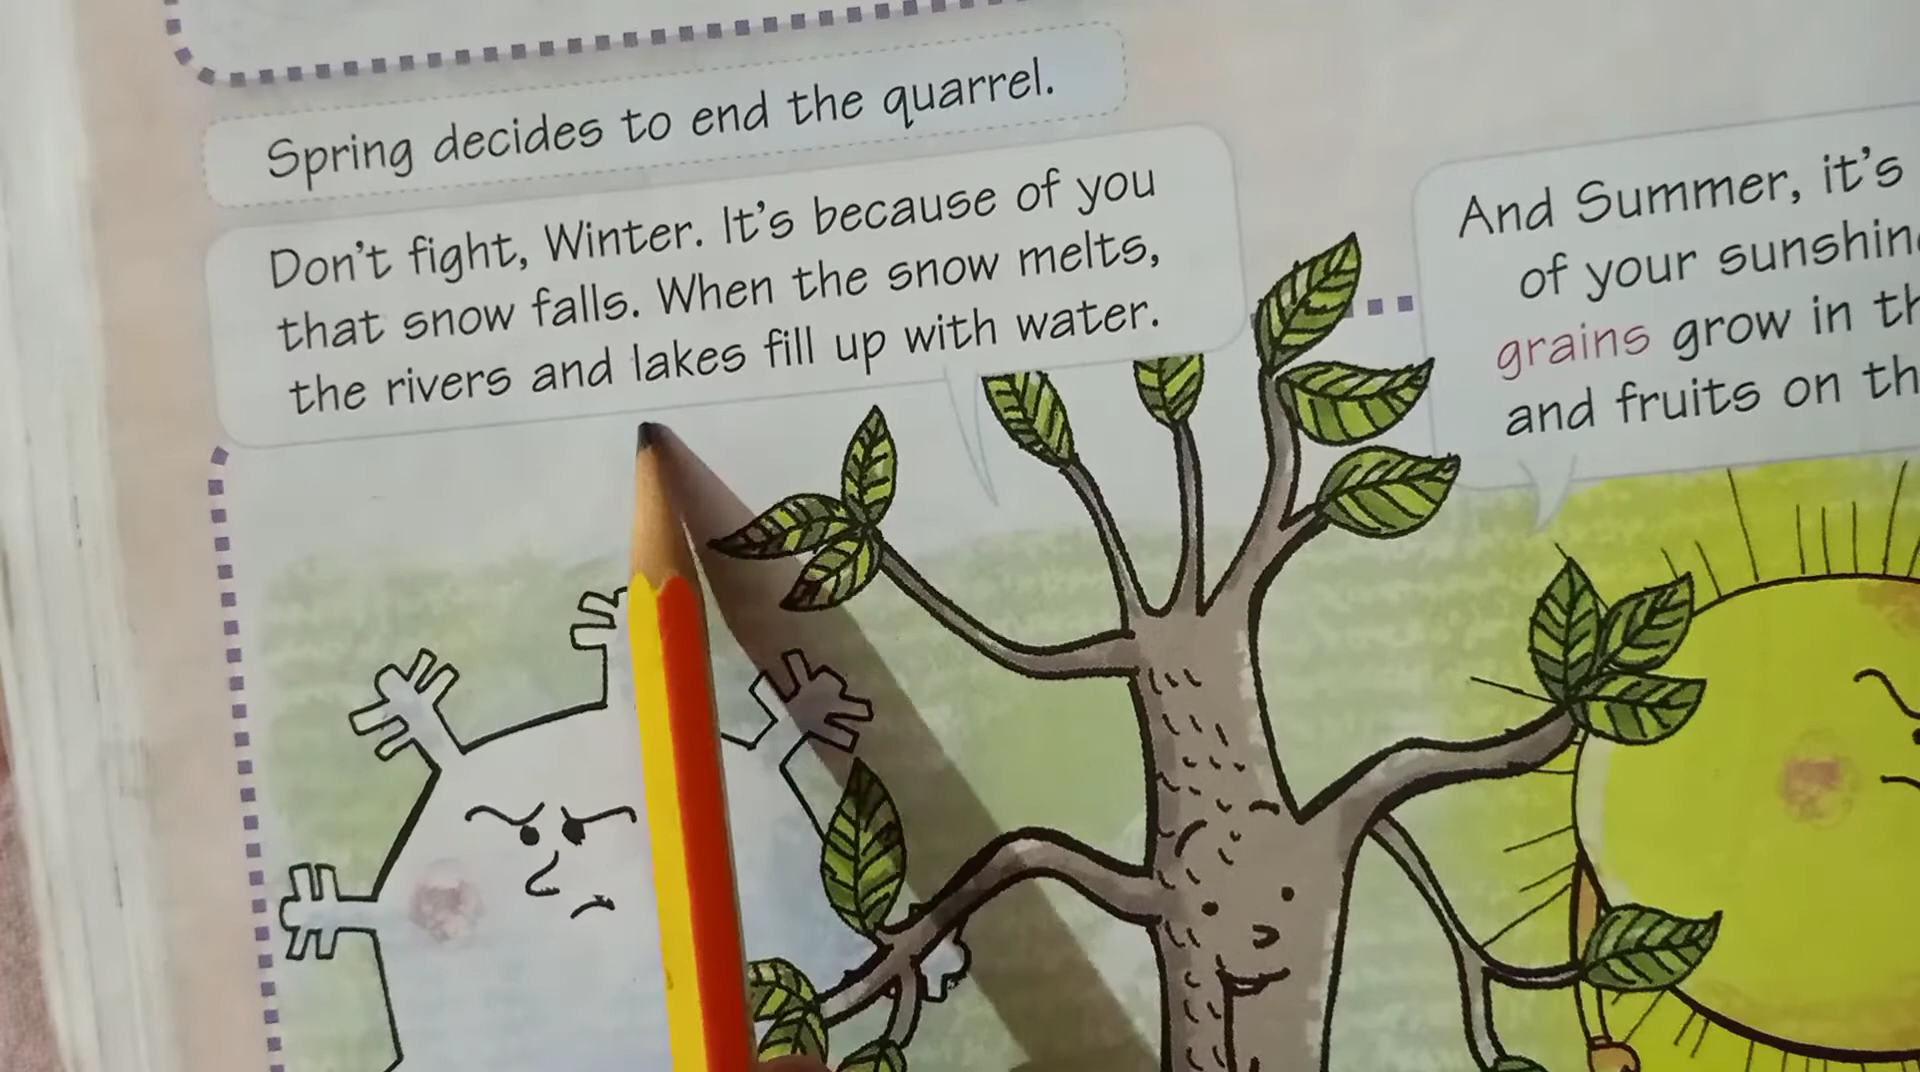 Spring decides to end the quarrel.
Don't fight, Winter. It's because of you
that snow falls. When the snow melts,
the rivers and lakes fill up with water.
And Summer, it's
of your
grains grow in
and fruits on